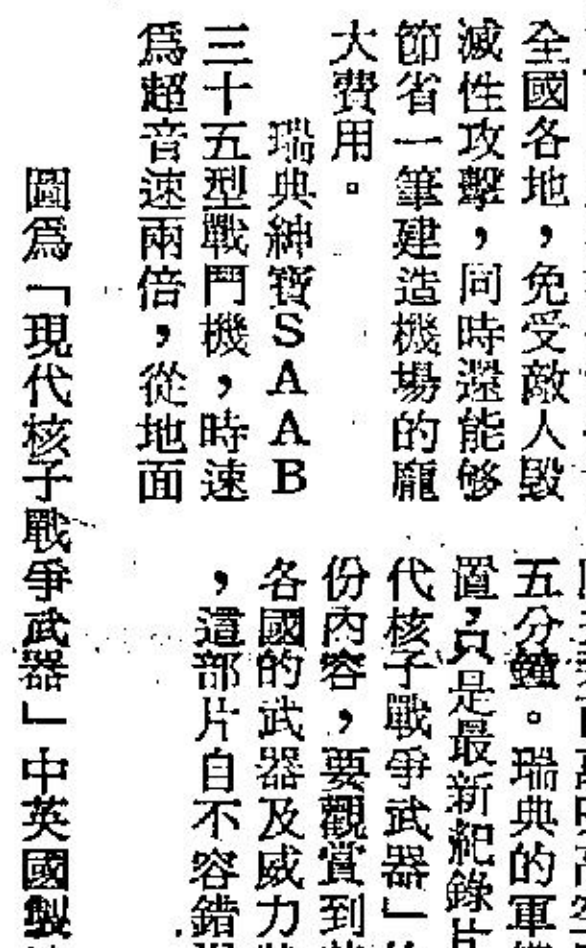 全國各地，免受敵人毀
滅性攻擊，同時還能够
節省一筆建造機場的龐
大費用。
瑞典紳寶SAAB
三十五型戰鬥機，時速
爲超音速兩倍，從地面
五分鐘。瑞典的軍
置，只是最新紀錄片
代核子戰爭武器」
份內容，要觀賞到
各國的武器及威力
，這部片自不容錯
圖爲「現代核子戰爭武器」中英國製